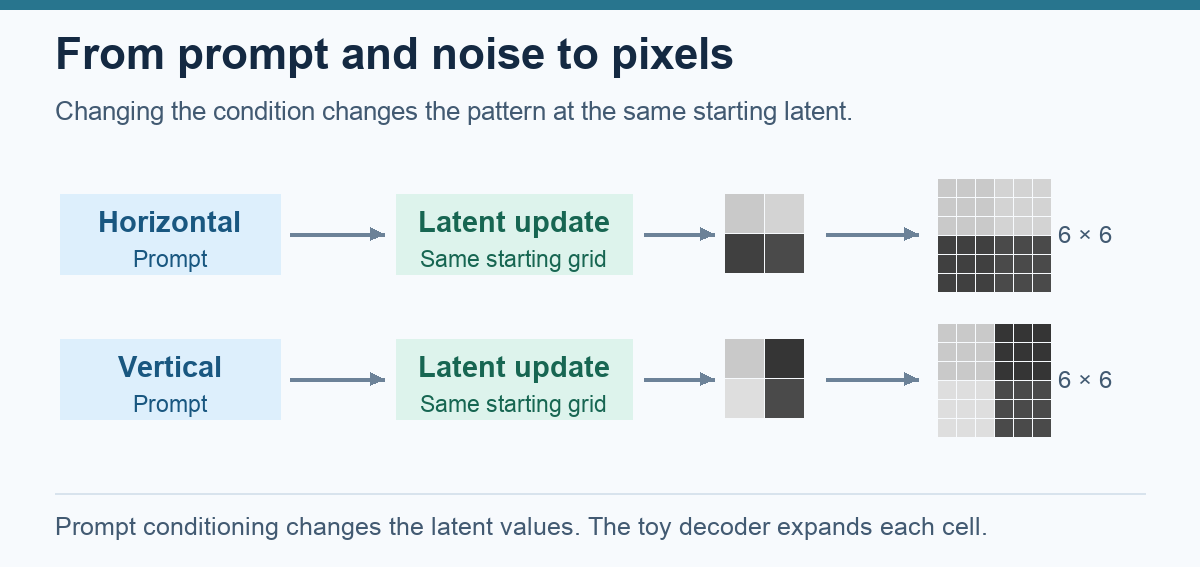 From prompt and noise to pixels
Changing the condition changes the pattern at the same starting latent.
Horizontal
Prompt
Latent update
Same starting grid
6 × 6
Vertical
Prompt
Latent update
Same starting grid
6 × 6
Prompt conditioning changes the latent values. The toy decoder expands each cell.